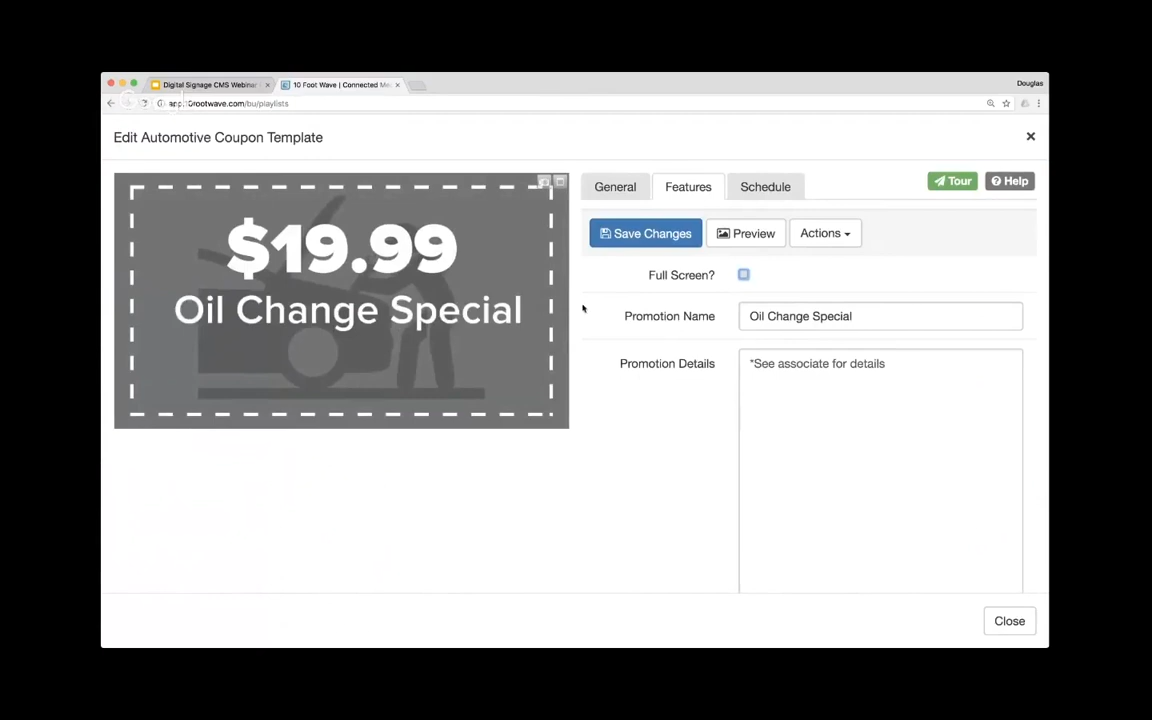 Digital Signage CMS Webinar
10 Foot Wave | Connected Me
Douglas
app.10footwave.com/bu/playlists
Edit Automotive Coupon Template
$19.99
Oil Change Special
General
Features
Schedule
Tour
Help
Save Changes
Preview
Actions
Full Screen?
Promotion Name
Oil Change Special
Promotion Details
*See associate for details
Close